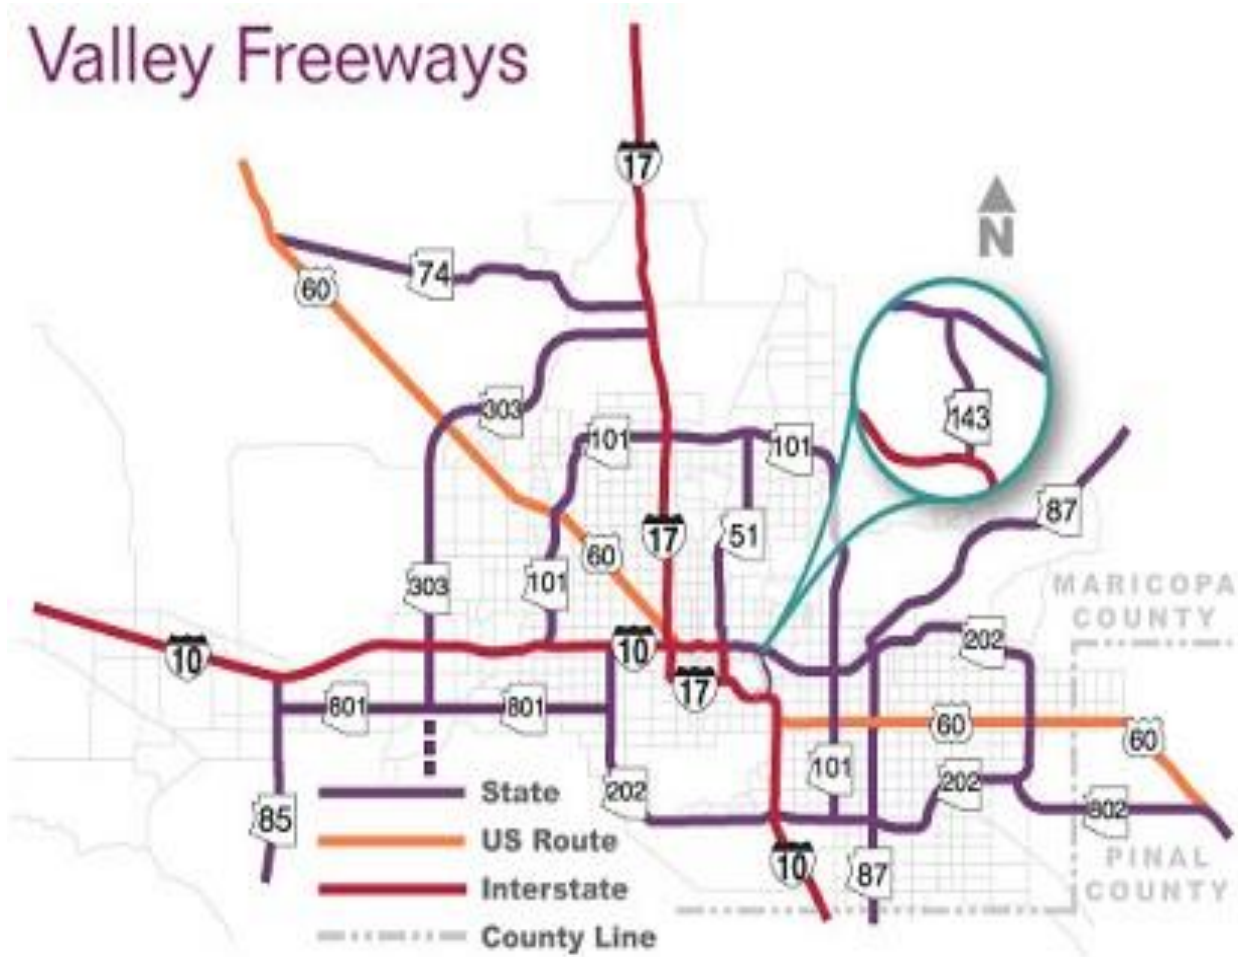 Valley Freeways
17
N
74
60
143
303
101
101
87
17
51
60
303
101
MARICOPA
COUNTY
202
10
10
17
801
801
60
60
101
202
202
802
85
State
US Route
Interstate
County Line
10
87
PINAL
COUNTY